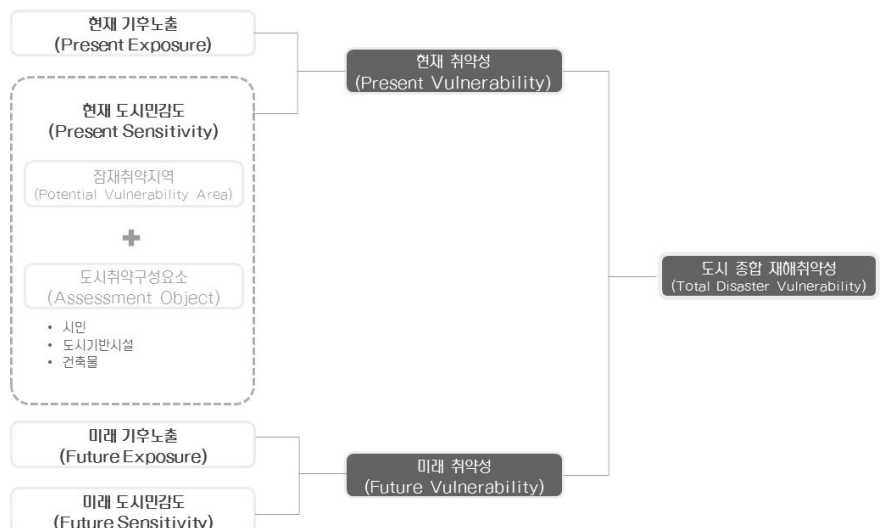 현재 기후노출
(Present Exposure)
현재 도시민감도
(Present Sensitivity)
잠재취약지역
(Potential Vulnerability Area)
+
도시취약구성요소
(Assessment Object)
• 시민
• 도시기반시설
• 건축물
미래 기후노출
(Future Exposure)
미래 도시민감도
(Future Sensitivity)
현재 취약성
(Present Vulnerability)
미래 취약성
(Future Vulnerability)
도시 종합 재해취약성
(Total Disaster Vulnerability)